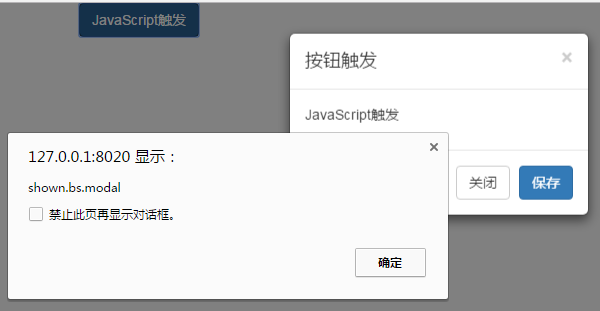 JavaScript触发
按钮触发
×
JavaScript触发
关闭
保存
127.0.0.1:8020 显示：
×
shown.bs.modal
禁止此页再显示对话框。
确定